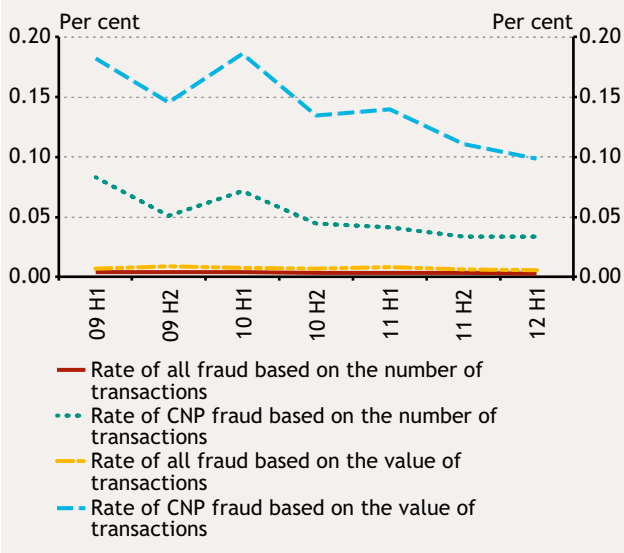 Per cent Per cent
0.20 0.20
0.15 0.15
0.10 0.10
0.05 0.05
0.00 0.00
09 H1 09 H2 10 H1 10 H2 11 H1 11 H2 12 H1
Rate of all fraud based on the number of
transactions
Rate of CNP fraud based on the number of
transactions
Rate of all fraud based on the value of
transactions
Rate of CNP fraud based on the value of
transactions